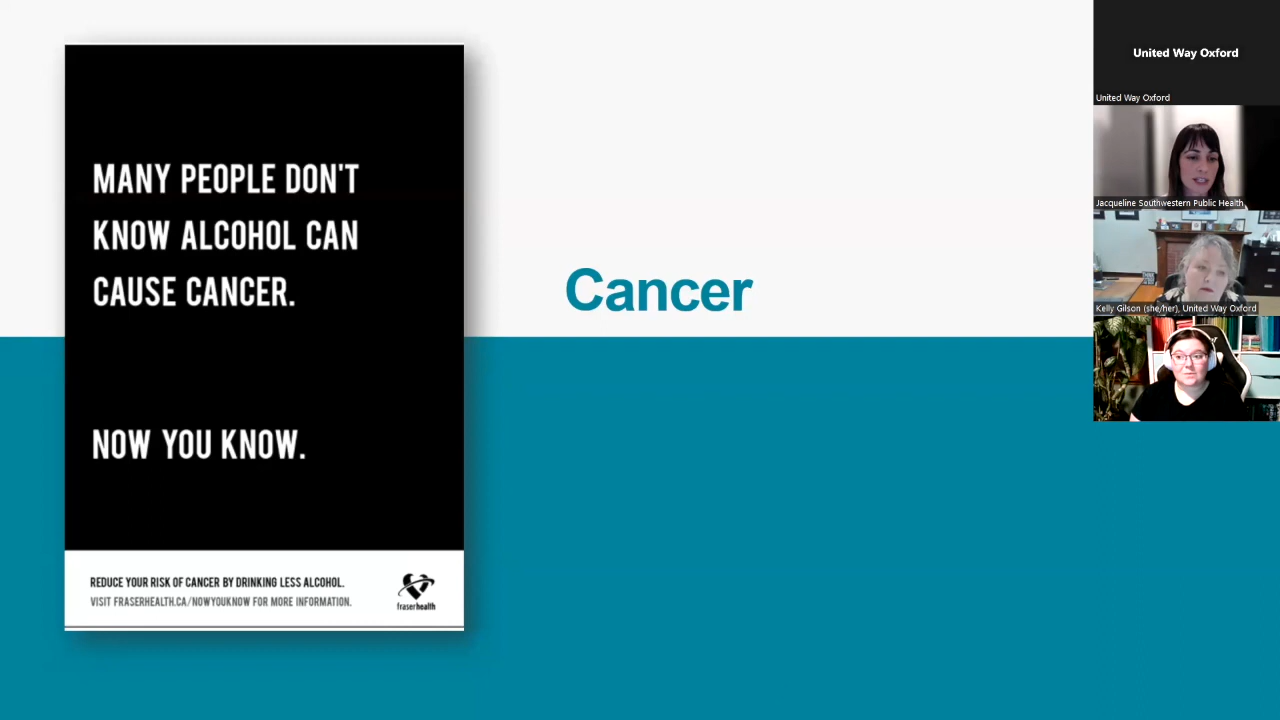 MANY PEOPLE DON'T
KNOW ALCOHOL CAN
CAUSE CANCER.
NOW YOU KNOW.
REDUCE YOUR RISK OF CANCER BY DRINKING LESS ALCOHOL.
VISIT FRASERHEALTH.CA/NOWYOUKNOW FOR MORE INFORMATION.
fraserhealth
Cancer
United Way Oxford
United Way Oxford
Jacqueline Southwestern Public Health
Kelly Gilson (she/her), United Way Oxford